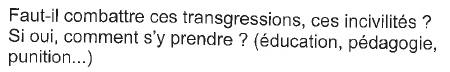 Faut-il combattre ces transgressions, ces incivilités ?
Si oui, comment s'y prendre ? (éducation, pédagogie,
punition...)